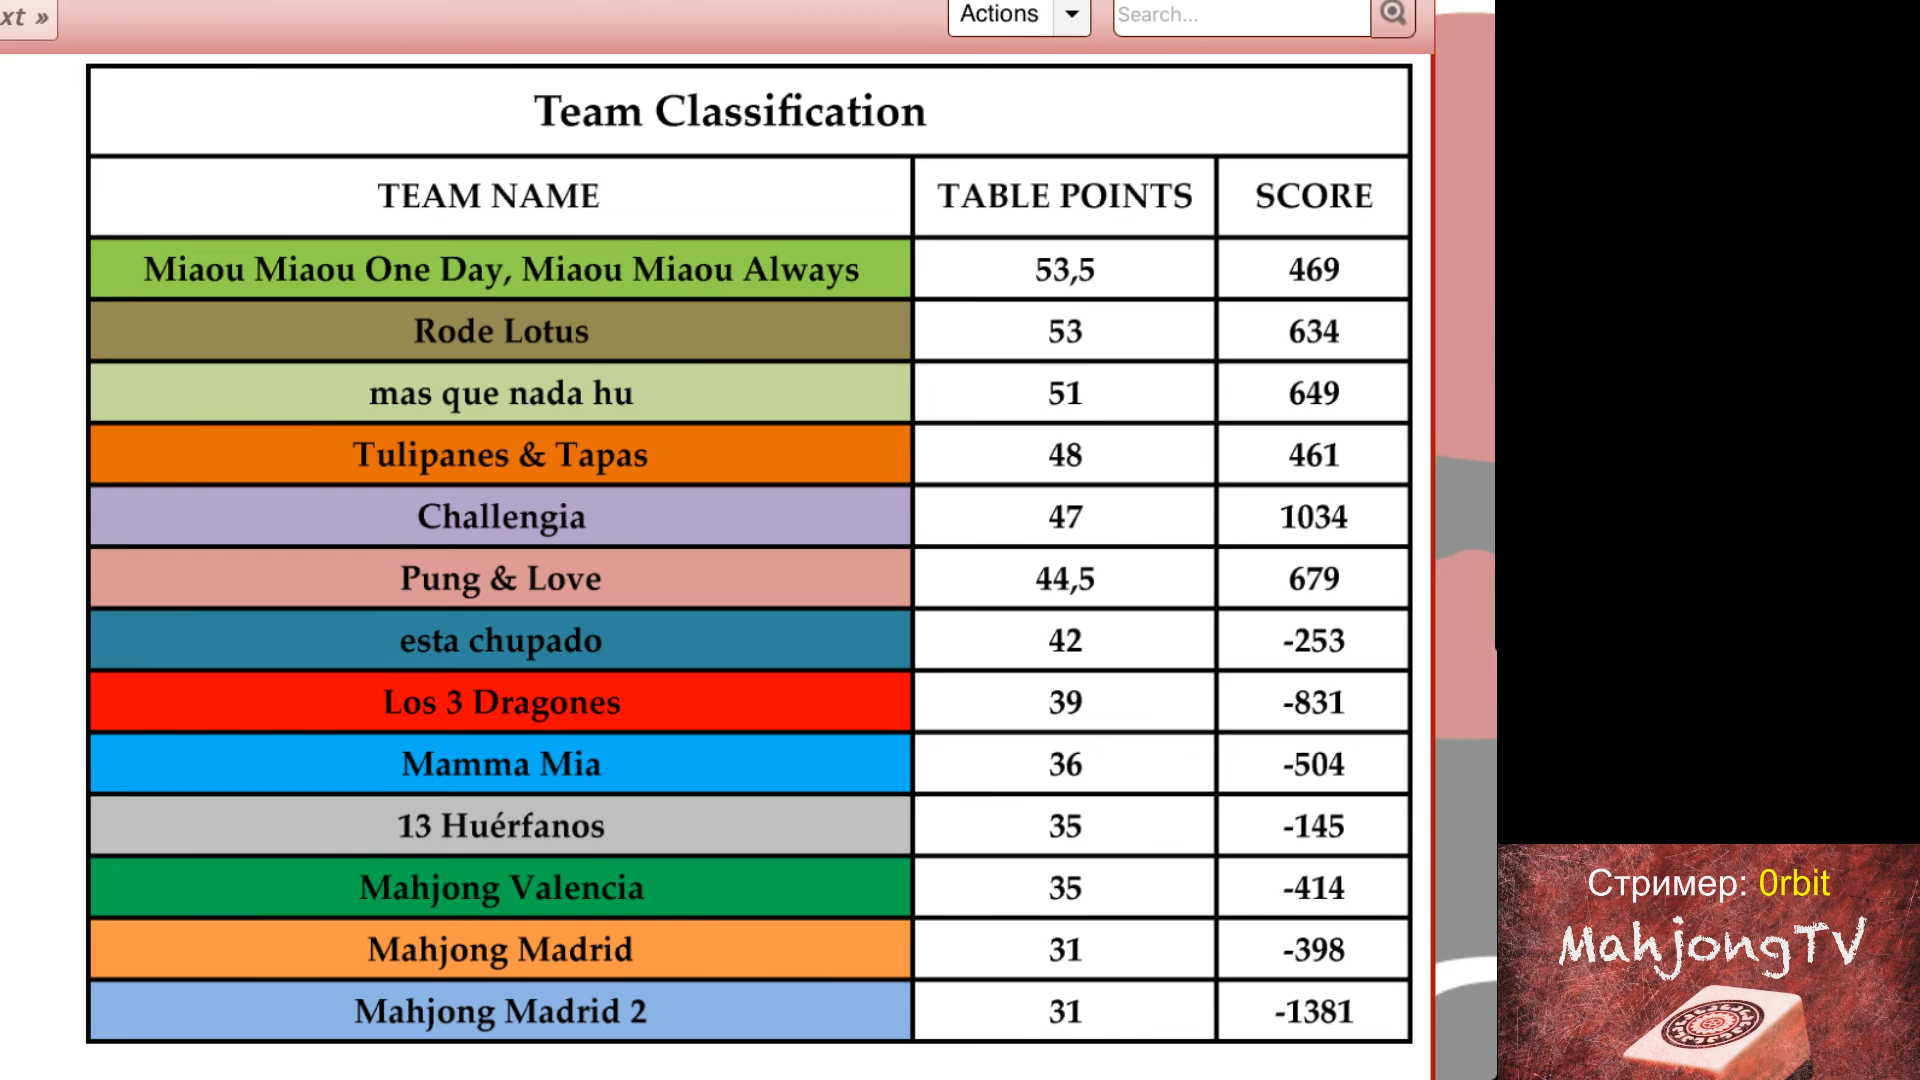 xt »
Actions
Search...
Team Classification
TEAM NAME TABLE POINTS SCORE
Miaou Miaou One Day, Miaou Miaou Always 53,5 469
Rode Lotus 53 634
mas que nada hu 51 649
Tulipanes & Tapas 48 461
Challengia 47 1034
Pung & Love 44,5 679
esta chupado 42 -253
Los 3 Dragones 39 -831
Mamma Mia 36 -504
13 Huérfanos 35 -145
Mahjong Valencia 35 -414
Mahjong Madrid 31 -398
Mahjong Madrid 2 31 -1381
Стример: 0rbit
MahjongTV